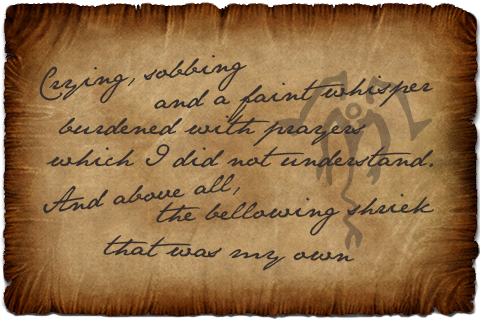 Crying, sobbing
and a faint whisper
burdened with prayers
which I did not understand.
And above all,
the bellowing shriek
that was my own